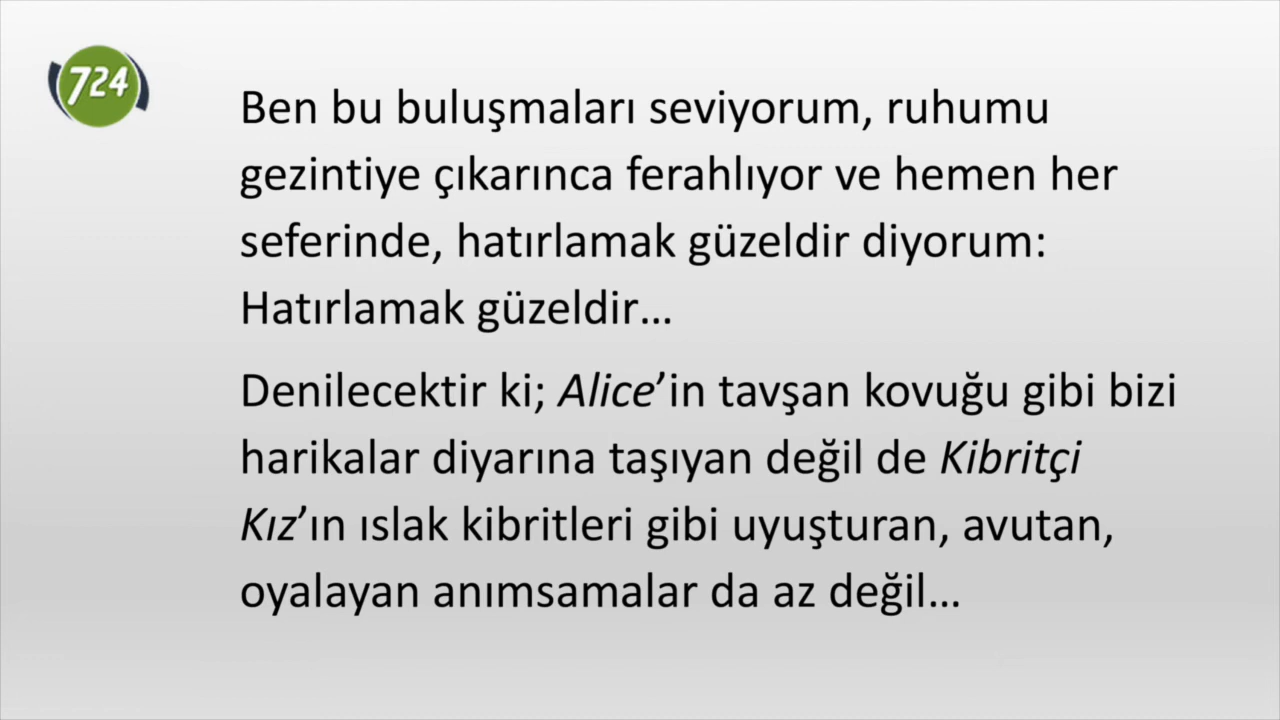 724
Ben bu buluşmaları seviyorum, ruhumu
gezintiye çıkarınca ferahlıyor ve hemen her
seferinde, hatırlamak güzeldir diyorum:
Hatırlamak güzeldir…
Denilecektir ki; Alice’in tavşan kovuğu gibi bizi
harikalar diyarına taşıyan değil de Kibritçi
Kız’ın ıslak kibritleri gibi uyuşturan, avutan,
oyalayan anımsamalar da az değil…